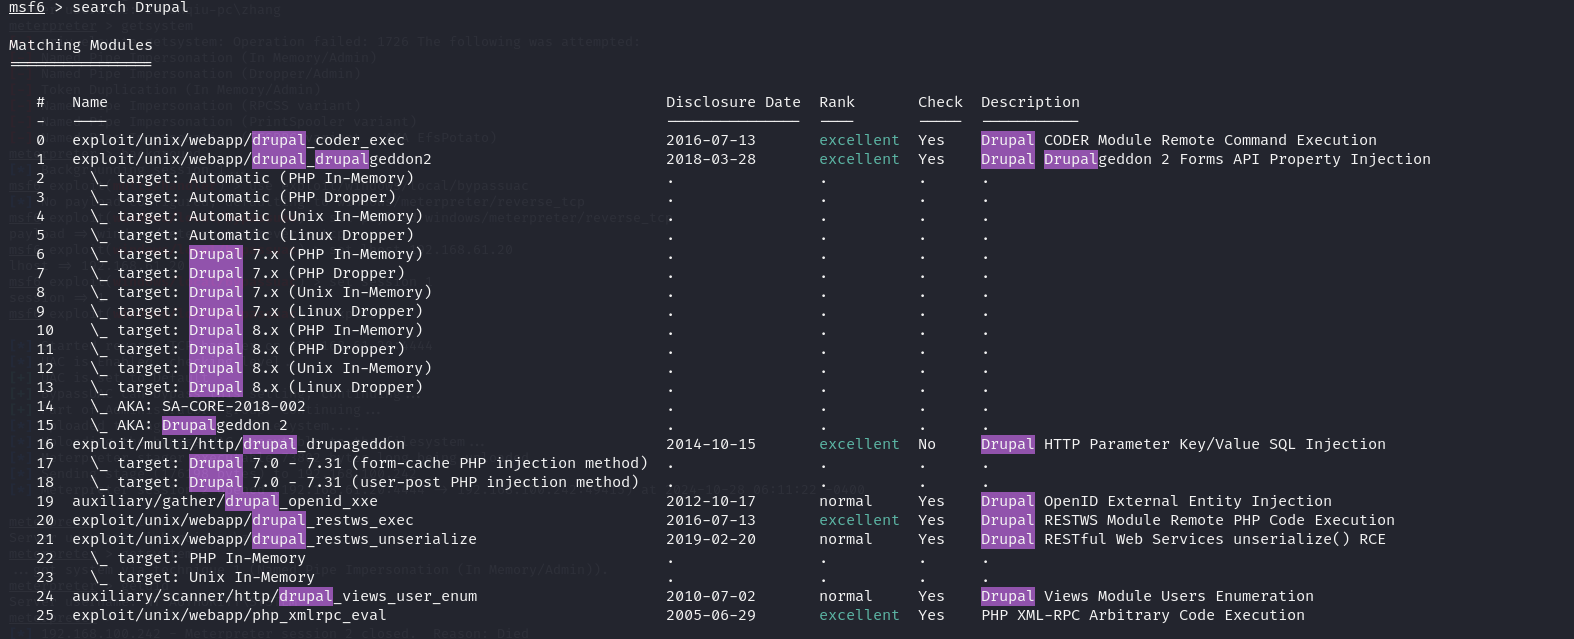 msf6 > search Drupal
Matching Modules
================
#   Name   Disclosure Date   Rank   Check   Description
-   ----   ---------------   ----   -----   -----------
0   exploit/unix/webapp/drupal_coder_exec   2016-07-13   excellent   Yes   Drupal CODER Module Remote Command Execution
1   exploit/unix/webapp/drupal_drupalgeddon2   2018-03-28   excellent   Yes   Drupal Drupalgeddon 2 Forms API Property Injection
2   \_ target: Automatic (PHP In-Memory)   .   .   .   .
3   \_ target: Automatic (PHP Dropper)   .   .   .   .
4   \_ target: Automatic (Unix In-Memory)   .   .   .   .
5   \_ target: Automatic (Linux Dropper)   .   .   .   .
6   \_ target: Drupal 7.x (PHP In-Memory)   .   .   .   .
7   \_ target: Drupal 7.x (PHP Dropper)   .   .   .   .
8   \_ target: Drupal 7.x (Unix In-Memory)   .   .   .   .
9   \_ target: Drupal 7.x (Linux Dropper)   .   .   .   .
10   \_ target: Drupal 8.x (PHP In-Memory)   .   .   .   .
11   \_ target: Drupal 8.x (PHP Dropper)   .   .   .   .
12   \_ target: Drupal 8.x (Unix In-Memory)   .   .   .   .
13   \_ target: Drupal 8.x (Linux Dropper)   .   .   .   .
14   \_ AKA: SA-CORE-2018-002   .   .   .   .
15   \_ AKA: Drupalgeddon 2   .   .   .   .
16   exploit/multi/http/drupal_drupageddon   2014-10-15   excellent   No   Drupal HTTP Parameter Key/Value SQL Injection
17   \_ target: Drupal 7.0 - 7.31 (form-cache PHP injection method)   .   .   .   .
18   \_ target: Drupal 7.0 - 7.31 (user-post PHP injection method)   .   .   .   .
19   auxiliary/gather/drupal_openid_xxe   2012-10-17   normal   Yes   Drupal OpenID External Entity Injection
20   exploit/unix/webapp/drupal_restws_exec   2016-07-13   excellent   Yes   Drupal RESTWS Module Remote PHP Code Execution
21   exploit/unix/webapp/drupal_restws_unserialize   2019-02-20   normal   Yes   Drupal RESTful Web Services unserialize() RCE
22   \_ target: PHP In-Memory   .   .   .   .
23   \_ target: Unix In-Memory   .   .   .   .
24   auxiliary/scanner/http/drupal_views_user_enum   2010-07-02   normal   Yes   Drupal Views Module Users Enumeration
25   exploit/unix/webapp/php_xmlrpc_eval   2005-06-29   excellent   Yes   PHP XML-RPC Arbitrary Code Execution